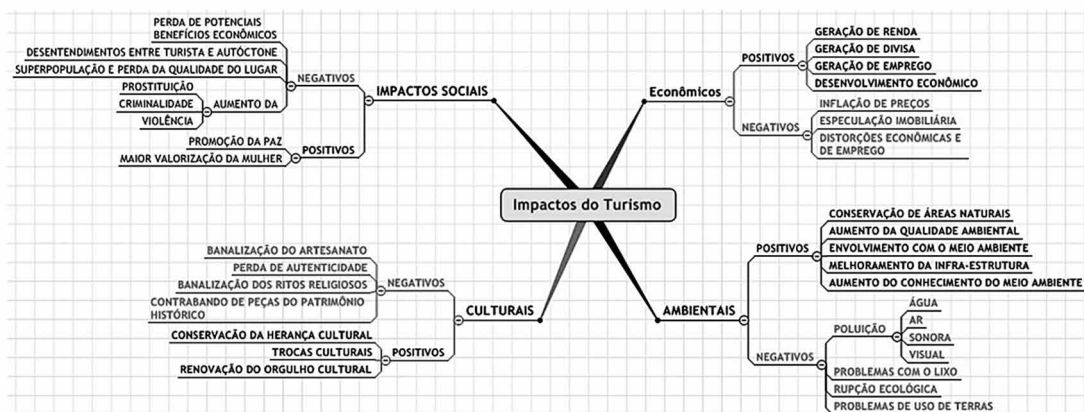 PERDA DE POTENCIAIS
BENEFÍCIOS ECONÔMICOS
DESENTENDIMENTOS ENTRE TURISTA E AUTÓCTONE
SUPERPOPULAÇÃO E PERDA DA QUALIDADE DO LUGAR
NEGATIVOS
PROSTITUIÇÃO
CRIMINALIDADE
VIOLÊNCIA
AUMENTO DA
IMPACTOS SOCIAIS
PROMOÇÃO DA PAZ
MAIOR VALORIZAÇÃO DA MULHER
POSITIVOS
Econômicos
POSITIVOS
GERAÇÃO DE RENDA
GERAÇÃO DE DIVISA
GERAÇÃO DE EMPREGO
DESENVOLVIMENTO ECONÔMICO
NEGATIVOS
INFLAÇÃO DE PREÇOS
ESPECULAÇÃO IMOBILIÁRIA
DISTORÇÕES ECONÔMICAS E
DE EMPREGO
Impactos do Turismo
BANALIZAÇÃO DO ARTESANATO
PERDA DE AUTENTICIDADE
BANALIZAÇÃO DOS RITOS RELIGIOSOS
CONTRABANDO DE PEÇAS DO PATRIMÔNIO
HISTÓRICO
NEGATIVOS
CULTURAIS
CONSERVACÃO DA HERANÇA CULTURAL
TROCAS CULTURAIS
RENOVAÇÃO DO ORGULHO CULTURAL
POSITIVOS
AMBIENTAIS
POSITIVOS
CONSERVAÇÃO DE ÁREAS NATURAIS
AUMENTO DA QUALIDADE AMBIENTAL
ENVOLVIMENTO COM O MEIO AMBIENTE
MELHORAMENTO DA INFRA-ESTRUTURA
AUMENTO DO CONHECIMENTO DO MEIO AMBIENTE
NEGATIVOS
POLUIÇÃO
ÁGUA
AR
SONORA
VISUAL
PROBLEMAS COM O LIXO
RUPÇÃO ECOLÓGICA
PROBLEMAS DE USO DE TERRAS